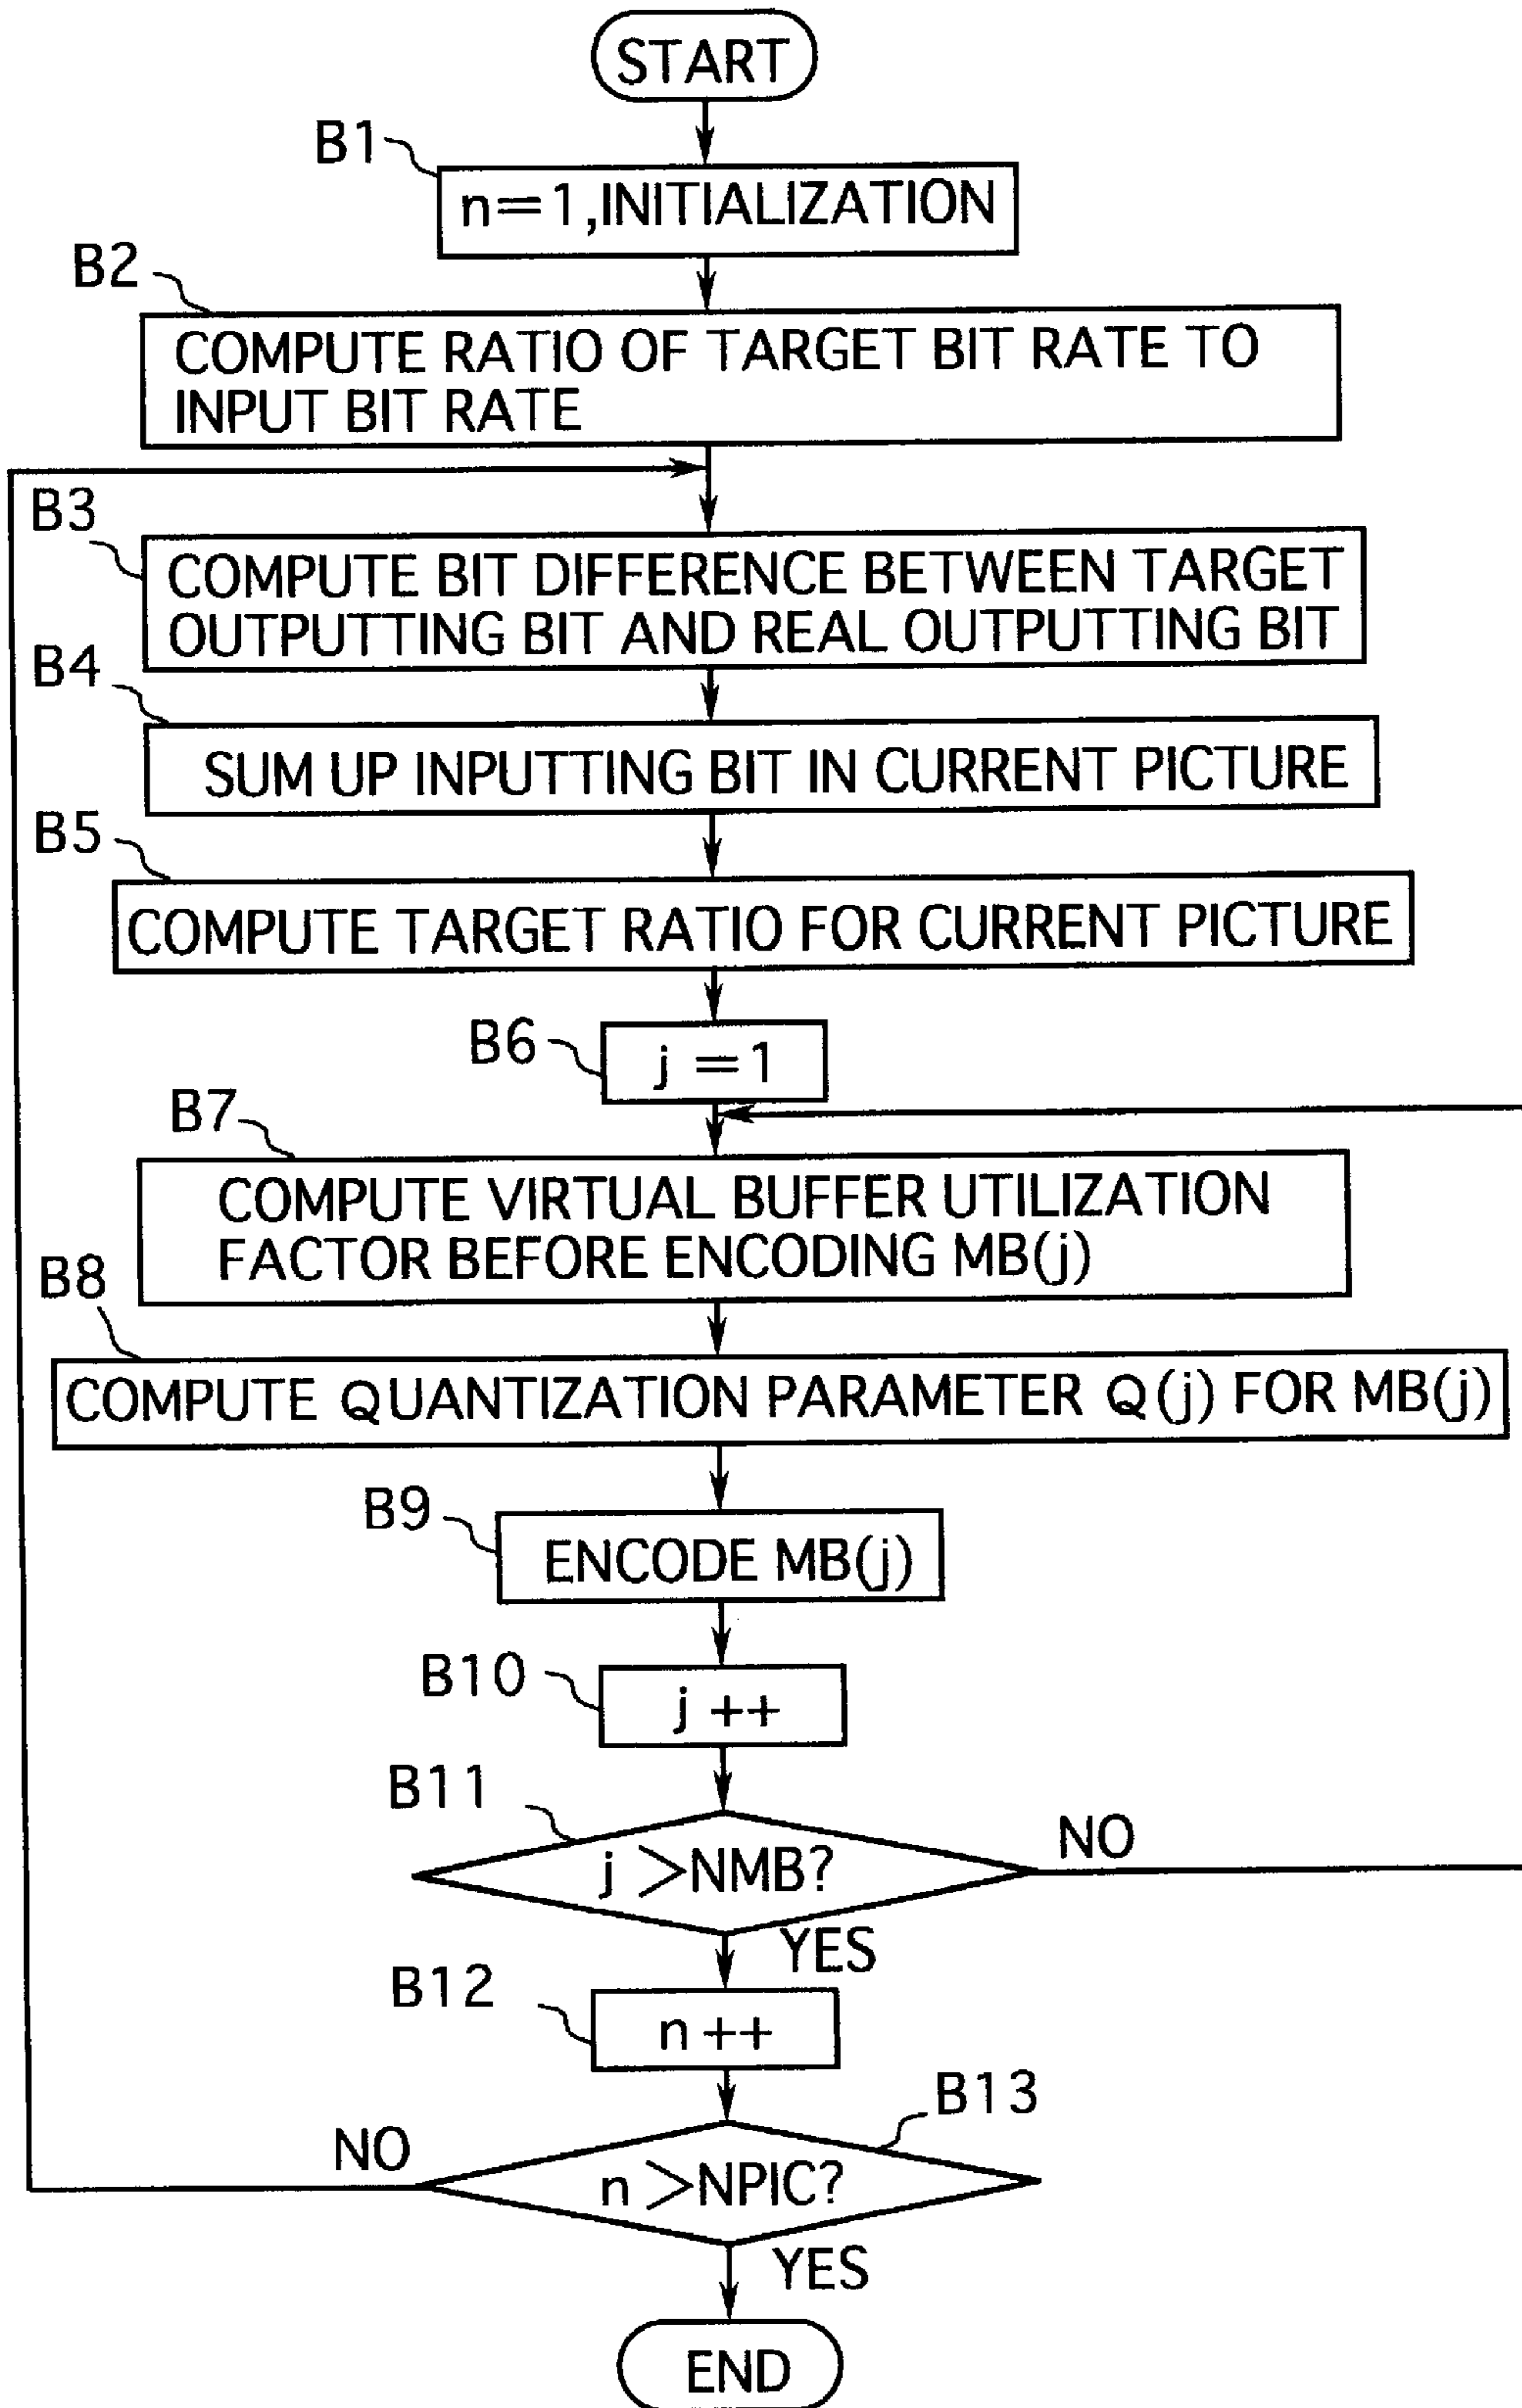 START
B1
n=1,INITIALIZATION
B2
COMPUTE RATIO OF TARGET BIT RATE TO
INPUT BIT RATE
B3
COMPUTE BIT DIFFERENCE BETWEEN TARGET
OUTPUTTING BIT AND REAL OUTPUTTING BIT
B4
SUM UP INPUTTING BIT IN CURRENT PICTURE
B5
COMPUTE TARGET RATIO FOR CURRENT PICTURE
B6
j =1
B7
COMPUTE VIRTUAL BUFFER UTILIZATION
FACTOR BEFORE ENCODING MB(j)
B8
COMPUTE QUANTIZATION PARAMETER Q(j) FOR MB(j)
B9
ENCODE MB(j)
B10
j ++
B11
j >NMB?
NO
YES
B12
n ++
B13
n >NPIC?
NO
YES
END